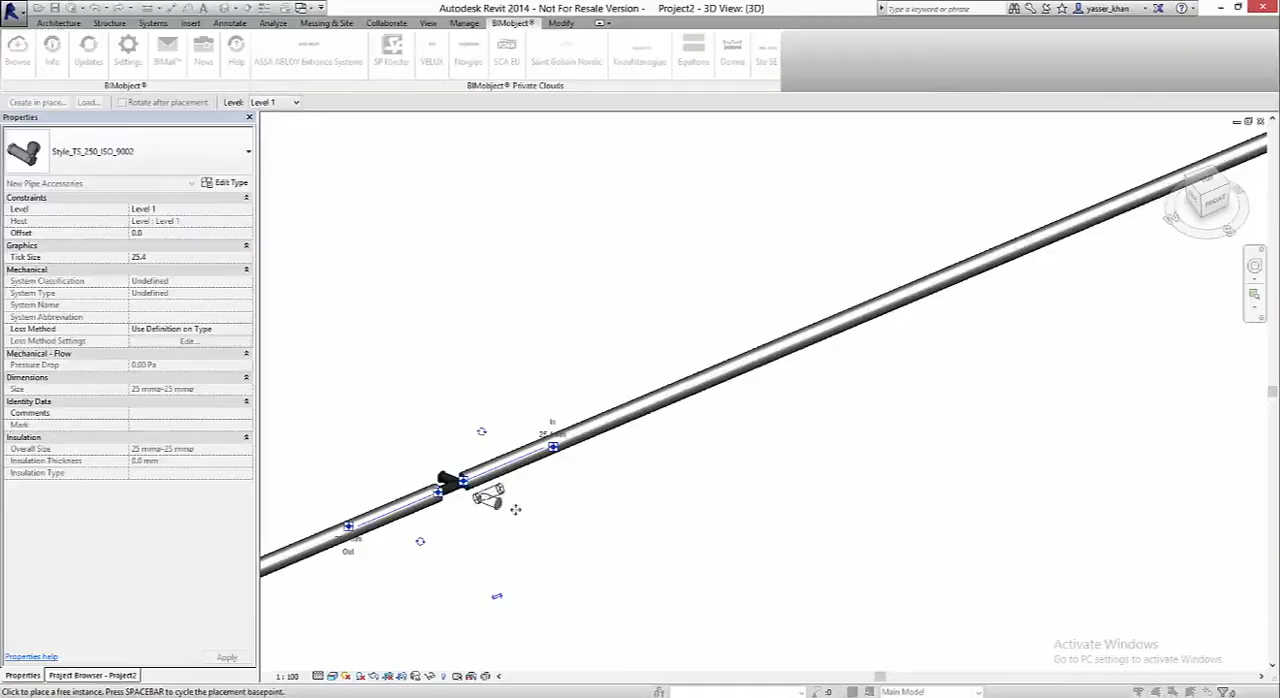 Autodesk Revit 2014 - Not For Resale Version - Project2 - 3D View: {3D}
Type a keyword or phrase
yasser_khan
Architecture Structure Systems Insert Annotate Analyze Massing & Site Collaborate View Manage BIMobject® Modify
Browse Info Updates Settings BIMail™ News Help ASSA ABLOY Entrance Systems VELUX Norgips SCA EU Saint Gobain Nordic Knaufdanogips Equitone Dorma
BIMobject® BIMobject® Private Clouds
Create in place... Load... Rotate after placement Level: Level 1
Properties
Style_TS_250_ISO_9002
New Pipe Accessories Edit Type
Constraints
Level Level 1
Host Level : Level 1
Offset 0.0
Graphics
Tick Size 25.4
Mechanical
System Classification Undefined
System Type Undefined
System Name
System Abbreviation
Loss Method Use Definition on Type
Loss Method Settings Edit...
Mechanical - Flow
Pressure Drop 0.00 Pa
Dimensions
Size 25 mmø-25 mmø
Identity Data
Comments
Mark
Insulation
Overall Size 25 mmø-25 mmø
Insulation Thickness 0.0 mm
Insulation Type
Properties help Apply
Properties Project Browser - Project2
TOP
FRONT
In
Out
1 : 100
Activate Windows
Go to PC settings to activate Windows.
Click to place a free instance. Press SPACEBAR to cycle the placement basepoint.
:0 Main Model